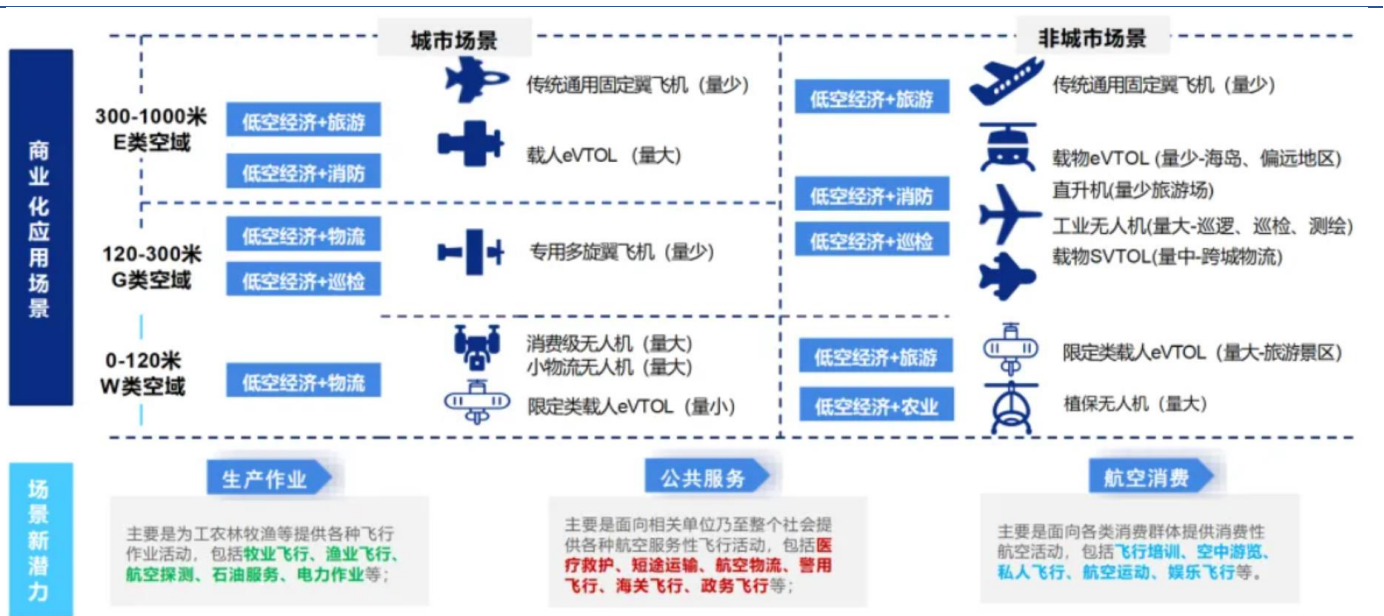 城市场景
非城市场景
商业化应用场景
300-1000米
E类空域
低空经济+旅游
低空经济+消防
传统通用固定翼飞机（量少）
载人eVTOL（量大）
120-300米
G类空域
低空经济+物流
低空经济+巡检
专用多旋翼飞机（量少）
0-120米
W类空域
低空经济+物流
消费级无人机（量大）
小物流无人机（量大）
限定类载人eVTOL（量小）
低空经济+旅游
传统通用固定翼飞机（量少）
低空经济+消防
低空经济+巡检
载物eVTOL (量少-海岛、偏远地区)
直升机(量少旅游场)
工业无人机(量大-巡逻、巡检、测绘)
载物SVTOL(量中-跨城物流)
低空经济+旅游
限定类载人eVTOL（量大-旅游景区）
低空经济+农业
植保无人机（量大）
场景新潜力
生产作业
主要是为工农林牧渔等提供各种飞行
作业活动，包括牧业飞行、渔业飞行、
航空探测、石油服务、电力作业等；
公共服务
主要是面向相关单位乃至整个社会提
供各种航空服务性飞行活动，包括医
疗救护、短途运输、航空物流、警用
飞行、海关飞行、政务飞行等；
航空消费
主要是面向各类消费群体提供消费性
航空活动，包括飞行培训、空中游览、
私人飞行、航空运动、娱乐飞行等。